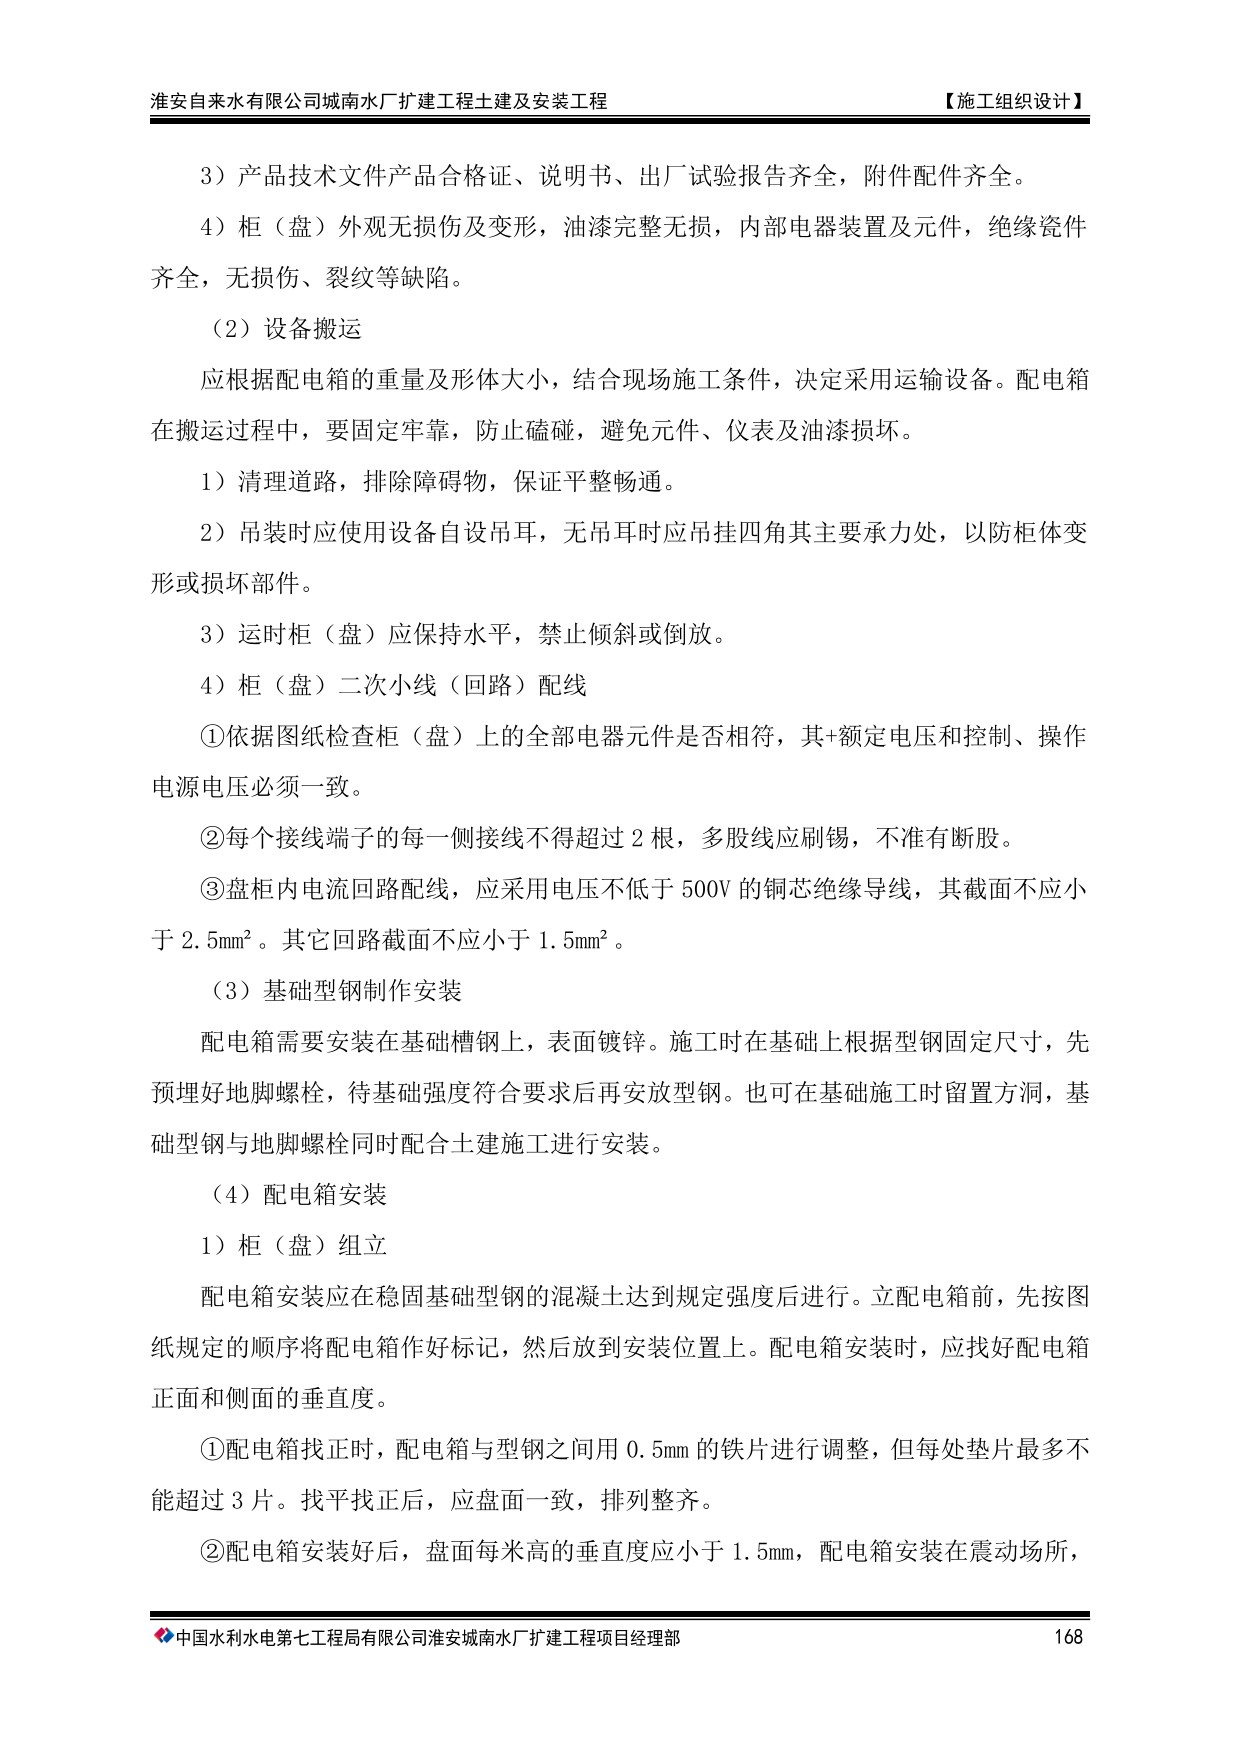 淮安自来水有限公司城南水厂扩建工程土建及安装工程 【施工组织设计】
3）产品技术文件产品合格证、说明书、出厂试验报告齐全，附件配件齐全。
4）柜（盘）外观无损伤及变形，油漆完整无损，内部电器装置及元件，绝缘瓷件
齐全，无损伤、裂纹等缺陷。
（2）设备搬运
应根据配电箱的重量及形体大小，结合现场施工条件，决定采用运输设备。配电箱
在搬运过程中，要固定牢靠，防止磕碰，避免元件、仪表及油漆损坏。
1）清理道路，排除障碍物，保证平整畅通。
2）吊装时应使用设备自设吊耳，无吊耳时应吊挂四角其主要承力处，以防柜体变
形或损坏部件。
3）运时柜（盘）应保持水平，禁止倾斜或倒放。
4）柜（盘）二次小线（回路）配线
①依据图纸检查柜（盘）上的全部电器元件是否相符，其+额定电压和控制、操作
电源电压必须一致。
②每个接线端子的每一侧接线不得超过 2 根，多股线应刷锡，不准有断股。
③盘柜内电流回路配线，应采用电压不低于 500V 的铜芯绝缘导线，其截面不应小
于 2.5mm²。其它回路截面不应小于 1.5mm²。
（3）基础型钢制作安装
配电箱需要安装在基础槽钢上，表面镀锌。施工时在基础上根据型钢固定尺寸，先
预埋好地脚螺栓，待基础强度符合要求后再安放型钢。也可在基础施工时留置方洞，基
础型钢与地脚螺栓同时配合土建施工进行安装。
（4）配电箱安装
1）柜（盘）组立
配电箱安装应在稳固基础型钢的混凝土达到规定强度后进行。立配电箱前，先按图
纸规定的顺序将配电箱作好标记，然后放到安装位置上。配电箱安装时，应找好配电箱
正面和侧面的垂直度。
①配电箱找正时，配电箱与型钢之间用 0.5mm 的铁片进行调整，但每处垫片最多不
能超过 3 片。找平找正后，应盘面一致，排列整齐。
②配电箱安装好后，盘面每米高的垂直度应小于 1.5mm，配电箱安装在震动场所，
中国水利水电第七工程局有限公司淮安城南水厂扩建工程项目经理部 168